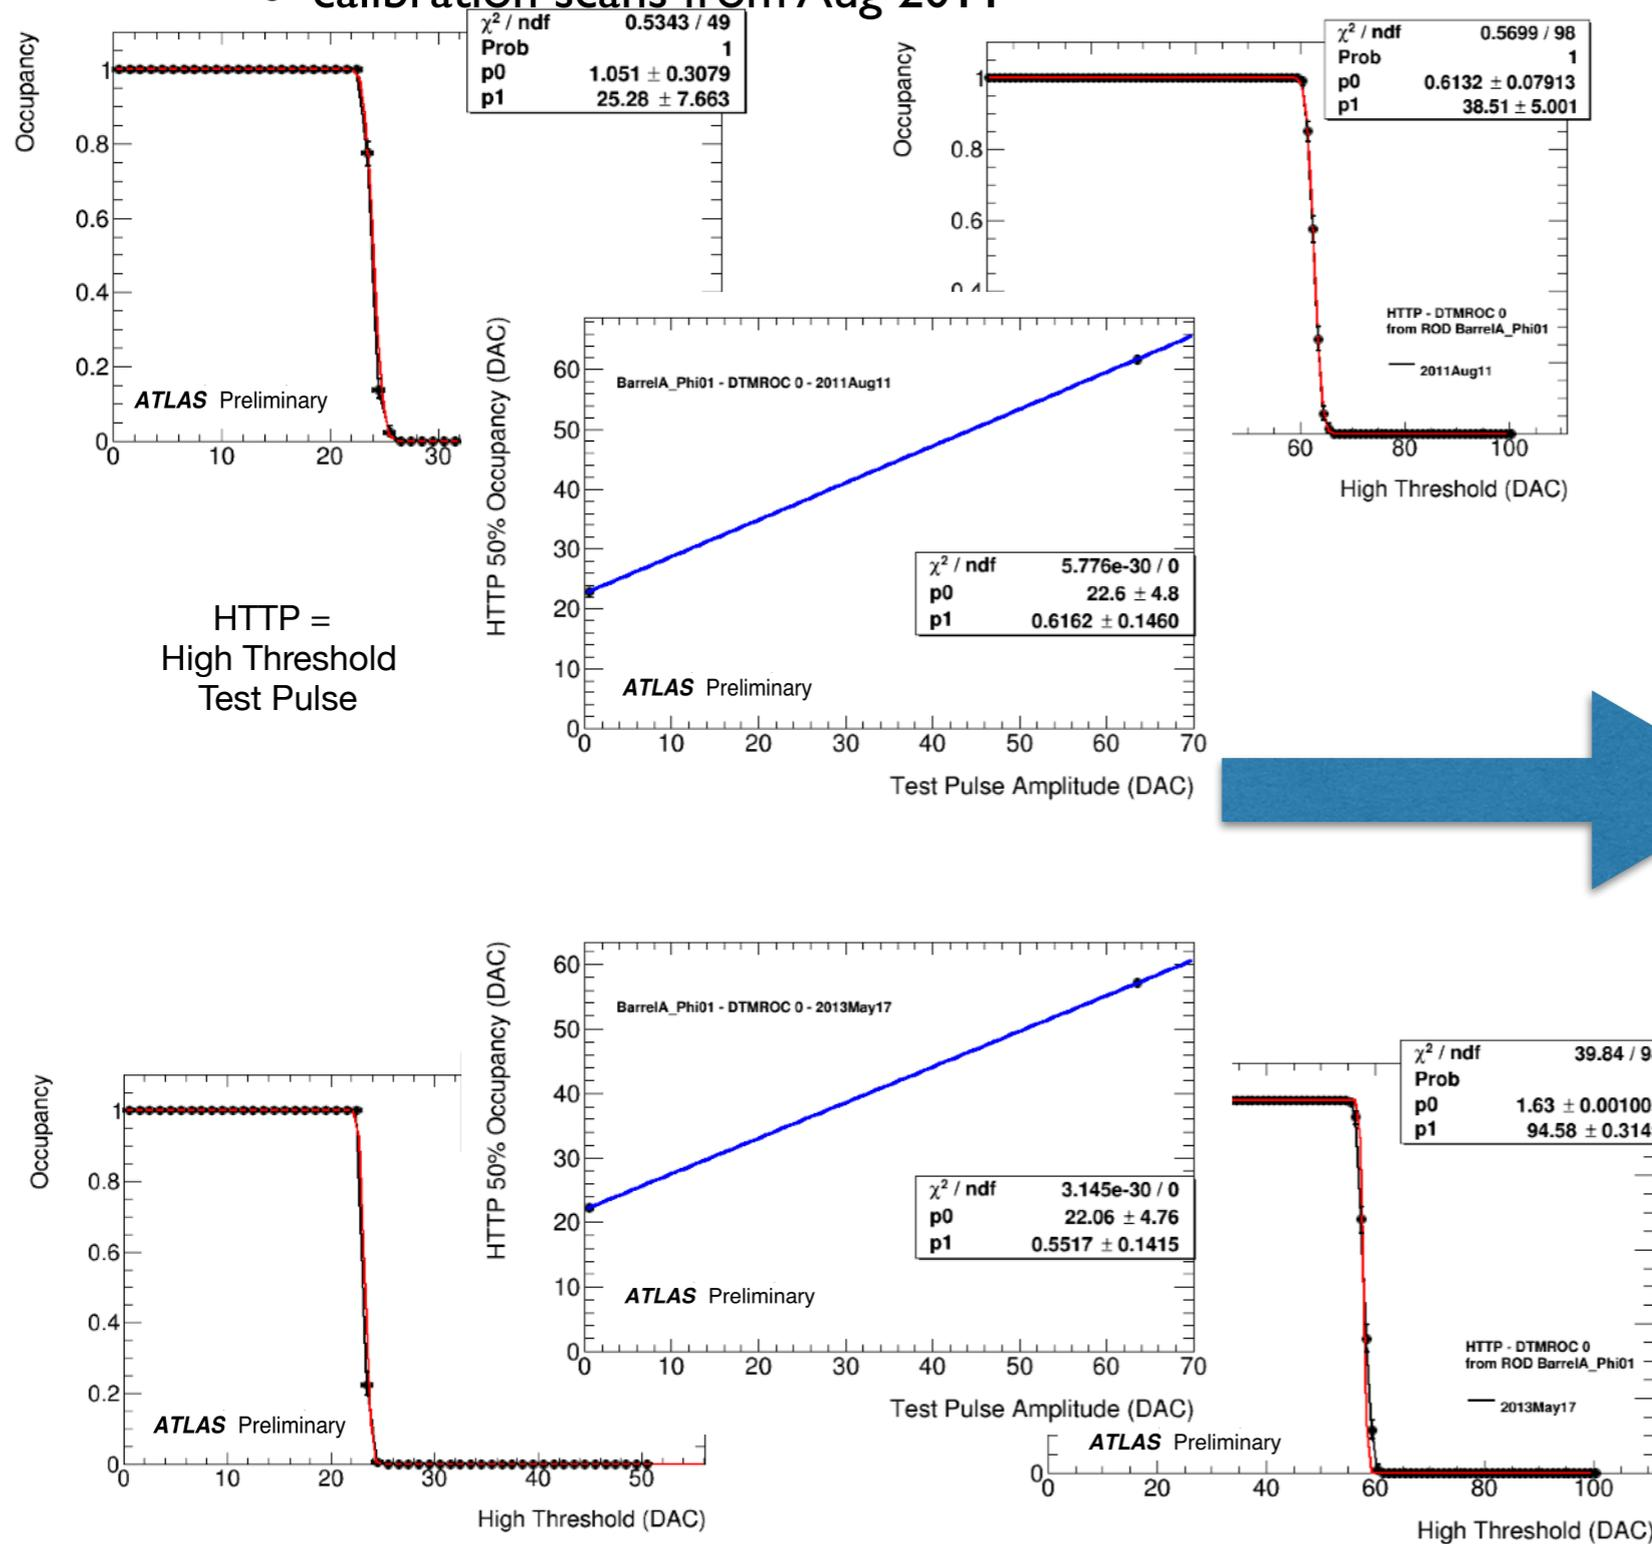 Calibration scans from Aug 2011
Occupancy
1
0.8
0.6
0.4
0.2
0
0 10 20 30
χ² / ndf 0.5343 / 49
Prob 1
p0 1.051 ± 0.3079
p1 25.28 ± 7.663
ATLAS Preliminary
Occupancy
1
0.8
0.6
60 80 100
High Threshold (DAC)
χ² / ndf 0.5699 / 98
Prob 1
p0 0.6132 ± 0.07913
p1 38.51 ± 5.001
HTTP - DTMROC 0
from ROD BarrelA_Phi01
2011Aug11
HTTP 50% Occupancy (DAC)
60
50
40
30
20
10
0
0 10 20 30 40 50 60 70
Test Pulse Amplitude (DAC)
BarrelA_Phi01 - DTMROC 0 - 2011Aug11
χ² / ndf 5.776e-30 / 0
p0 22.6 ± 4.8
p1 0.6162 ± 0.1460
ATLAS Preliminary
HTTP =
High Threshold
Test Pulse
HTTP 50% Occupancy (DAC)
60
50
40
30
20
10
0
0 10 20 30 40 50 60 70
Test Pulse Amplitude (DAC)
BarrelA_Phi01 - DTMROC 0 - 2013May17
χ² / ndf 3.145e-30 / 0
p0 22.06 ± 4.76
p1 0.5517 ± 0.1415
ATLAS Preliminary
Occupancy
1
0.8
0.6
0.4
0.2
0
0 10 20 30 40 50
High Threshold (DAC)
ATLAS Preliminary
χ² / ndf 39.84 / 9
Prob
p0 1.63 ± 0.00100
p1 94.58 ± 0.314
HTTP - DTMROC 0
from ROD BarrelA_Phi01
2013May17
ATLAS Preliminary
0
0 20 40 60 80 100
High Threshold (DAC)